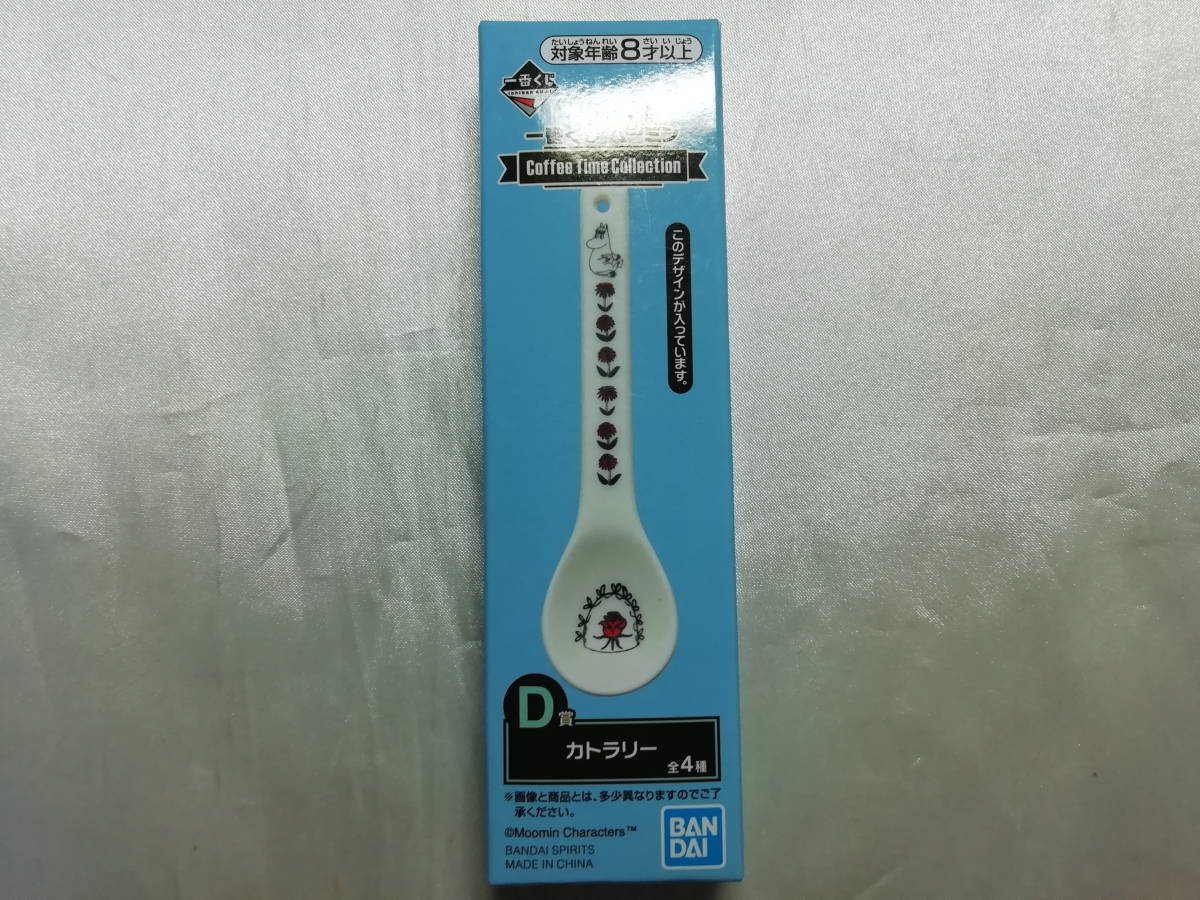 たいしょうねんれい さい いじょう
対象年齢8才以上
一番くじ
ichiban KUJI
Coffee Time Collection
このデザインが入っています。
D賞
カトラリー
全4種
※画像と商品とは、多少異なりますのでご了
承ください。
©Moomin Characters™
BANDAI SPIRITS
MADE IN CHINA
BAN
DAI